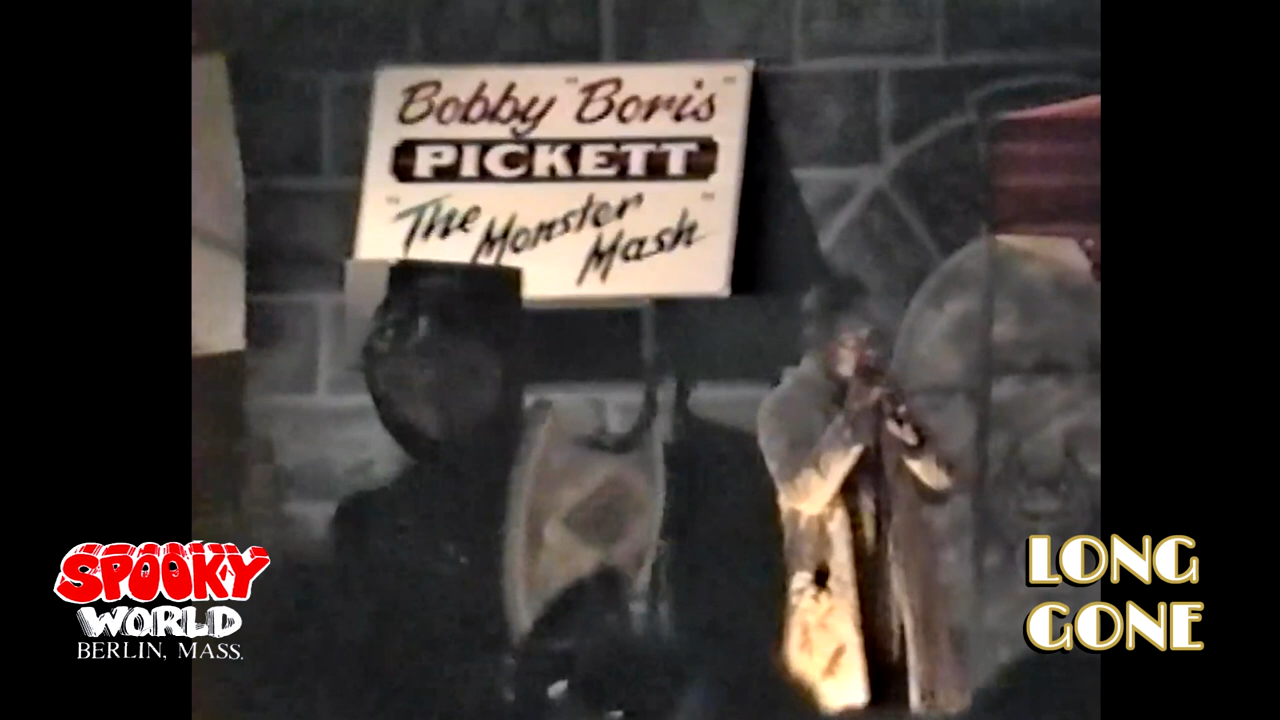 Bobby "Boris"
PICKETT
"The Monster Mash"
SPOOKY
WORLD
BERLIN, MASS.
LONG
GONE